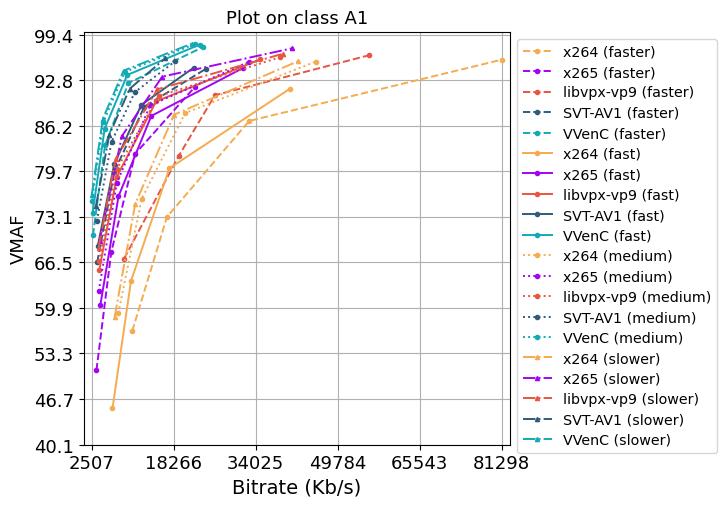 Plot on class A1
99.4
92.8
86.2
79.7
73.1
66.5
59.9
53.3
46.7
40.1
VMAF
2507 18266 34025 49784 65543 81298
Bitrate (Kb/s)
x264 (faster)
x265 (faster)
libvpx-vp9 (faster)
SVT-AV1 (faster)
VVenC (faster)
x264 (fast)
x265 (fast)
libvpx-vp9 (fast)
SVT-AV1 (fast)
VVenC (fast)
x264 (medium)
x265 (medium)
libvpx-vp9 (medium)
SVT-AV1 (medium)
VVenC (medium)
x264 (slower)
x265 (slower)
libvpx-vp9 (slower)
SVT-AV1 (slower)
VVenC (slower)